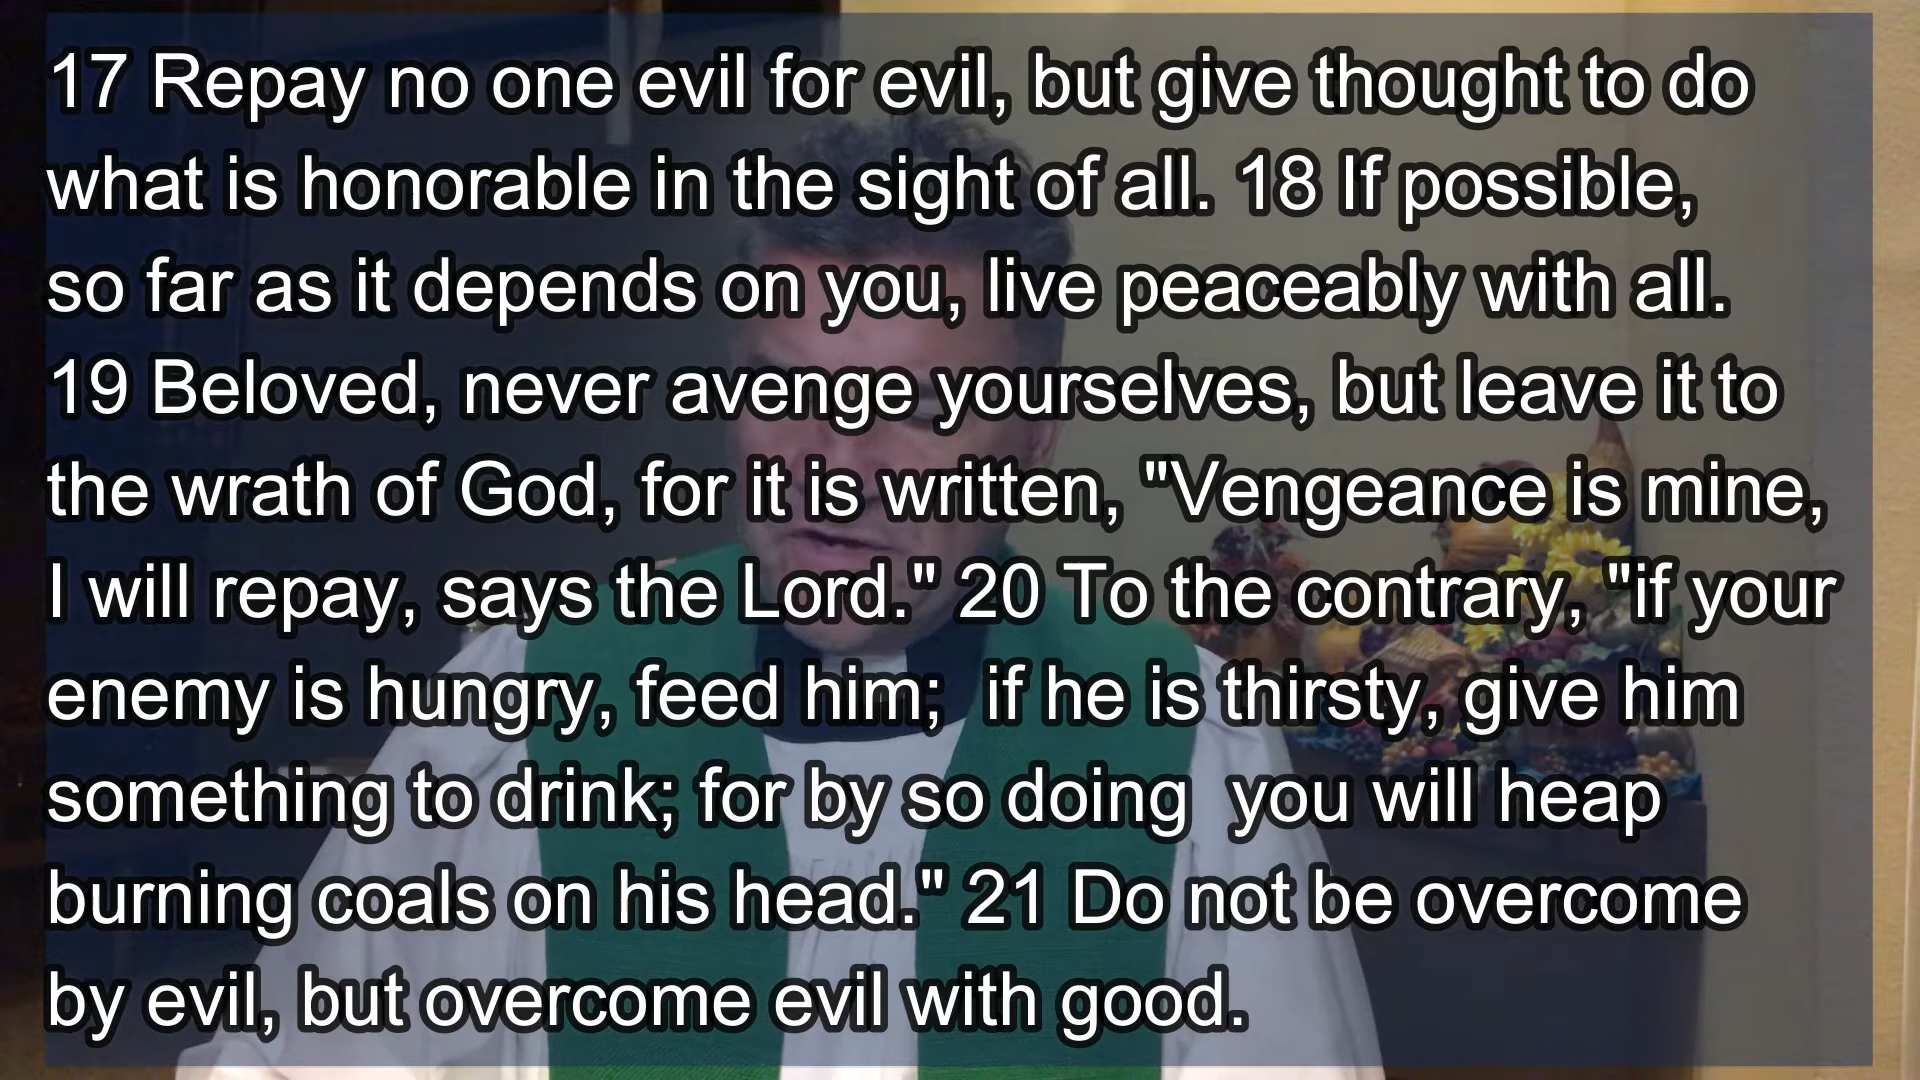 17 Repay no one evil for evil, but give thought to do
what is honorable in the sight of all. 18 If possible,
so far as it depends on you, live peaceably with all.
19 Beloved, never avenge yourselves, but leave it to
the wrath of God, for it is written, "Vengeance is mine,
I will repay, says the Lord." 20 To the contrary, "if your
enemy is hungry, feed him;  if he is thirsty, give him
something to drink; for by so doing  you will heap
burning coals on his head." 21 Do not be overcome
by evil, but overcome evil with good.